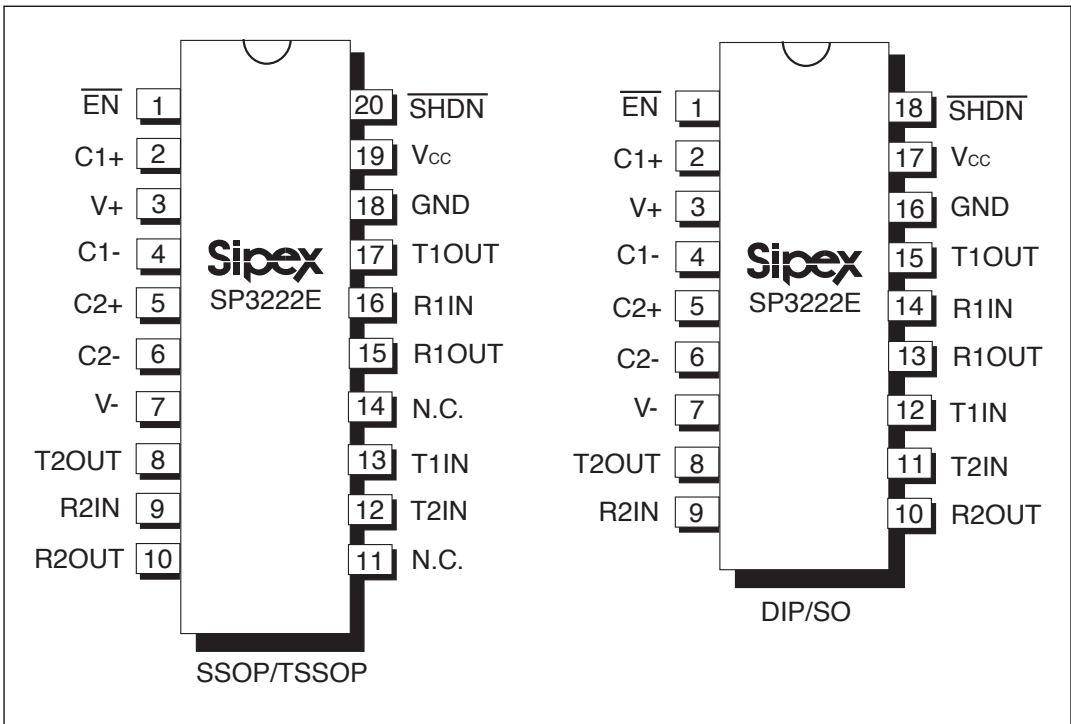 EN 1 20 SHDN
C1+ 2 19 Vcc
V+ 3 18 GND
C1- 4 17 T1OUT
C2+ 5 16 R1IN
C2- 6 15 R1OUT
V- 7 14 N.C.
T2OUT 8 13 T1IN
R2IN 9 12 T2IN
R2OUT 10 11 N.C.
Sipex
SP3222E
SSOP/TSSOP
EN 1 18 SHDN
C1+ 2 17 Vcc
V+ 3 16 GND
C1- 4 15 T1OUT
C2+ 5 14 R1IN
C2- 6 13 R1OUT
V- 7 12 T1IN
T2OUT 8 11 T2IN
R2IN 9 10 R2OUT
Sipex
SP3222E
DIP/SO